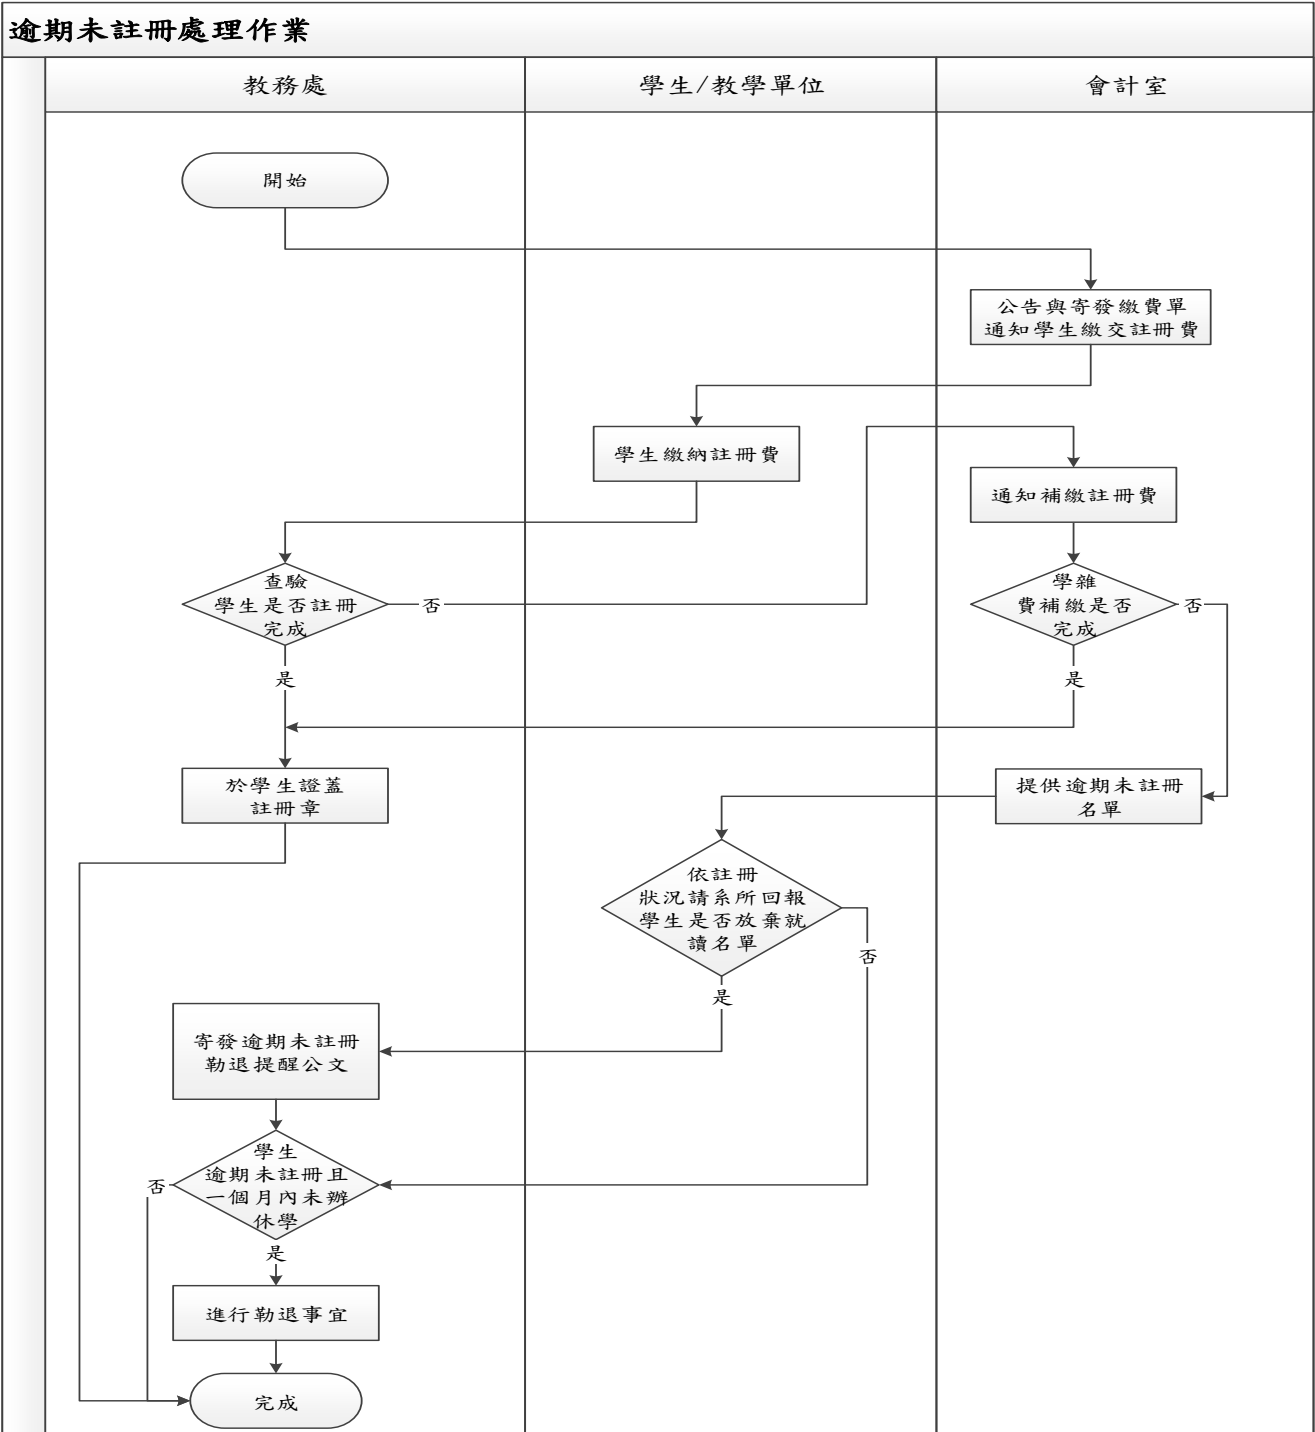 逾期未註冊處理作業
教務處
學生/教學單位
會計室
開始
公告與寄發繳費單
通知學生繳交註冊費
學生繳納註冊費
通知補繳註冊費
查驗
學生是否註冊
完成
否
學雜
費補繳是否
完成
否
是
是
於學生證蓋
註冊章
提供逾期未註冊
名單
依註冊
狀況請系所回報
學生是否放棄就
讀名單
否
是
寄發逾期未註冊
勒退提醒公文
學生
逾期未註冊且
一個月內未辦
休學
否
是
進行勒退事宜
完成